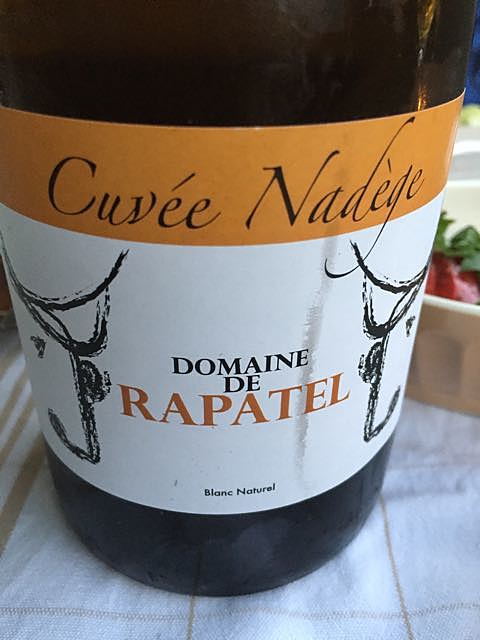 Cuvée Nadège
DOMAINE
DE
RAPATEL
Blanc Naturel